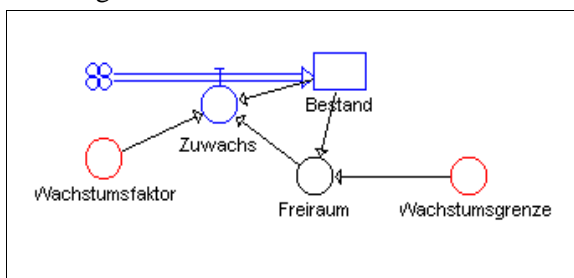 Bestand
Zuwachs
Wachstumsfaktor
Freiraum
Wachstumsgrenze